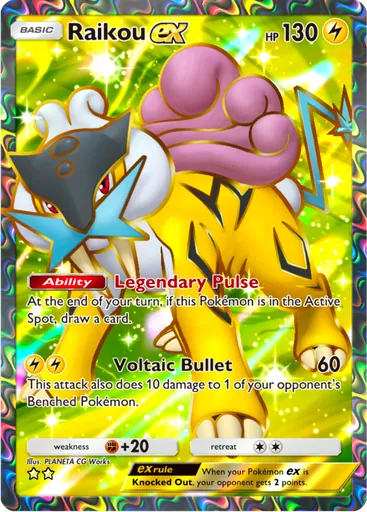 BASIC Raikou ex HP 130
Ability Legendary Pulse
At the end of your turn, if this Pokémon is in the Active
Spot, draw a card.
Voltaic Bullet 60
This attack also does 10 damage to 1 of your opponent's
Benched Pokémon.
weakness +20 retreat
Illus. PLANETA CG Works
ex rule When your Pokémon ex is
Knocked Out, your opponent gets 2 points.